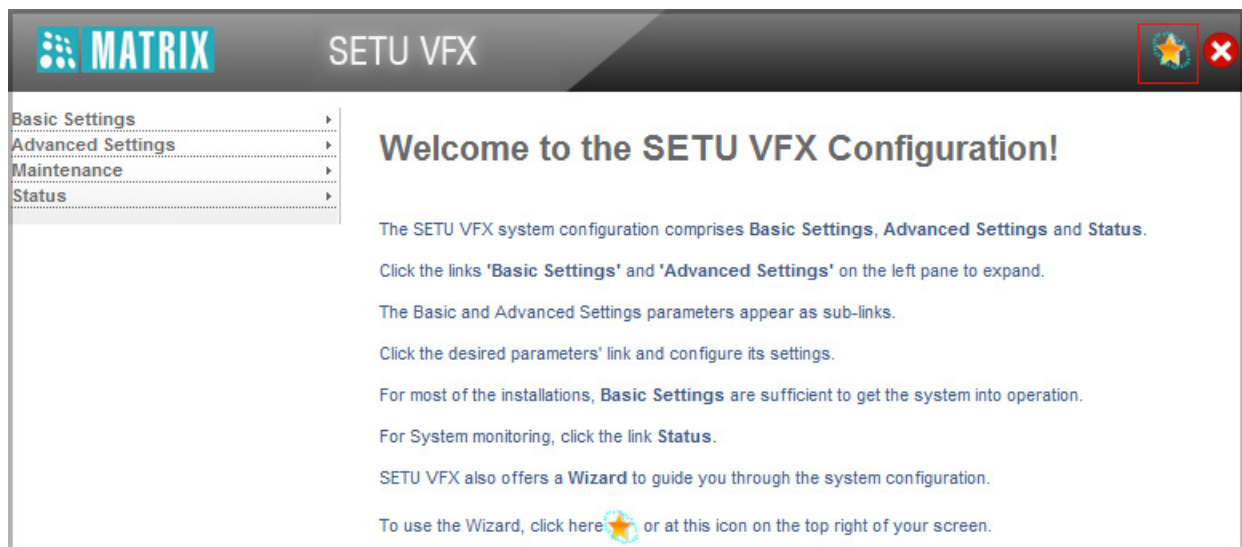 MATRIX SETU VFX
Basic Settings
Advanced Settings
Maintenance
Status
Welcome to the SETU VFX Configuration!
The SETU VFX system configuration comprises Basic Settings, Advanced Settings and Status.
Click the links 'Basic Settings' and 'Advanced Settings' on the left pane to expand.
The Basic and Advanced Settings parameters appear as sub-links.
Click the desired parameters' link and configure its settings.
For most of the installations, Basic Settings are sufficient to get the system into operation.
For System monitoring, click the link Status.
SETU VFX also offers a Wizard to guide you through the system configuration.
To use the Wizard, click here or at this icon on the top right of your screen.